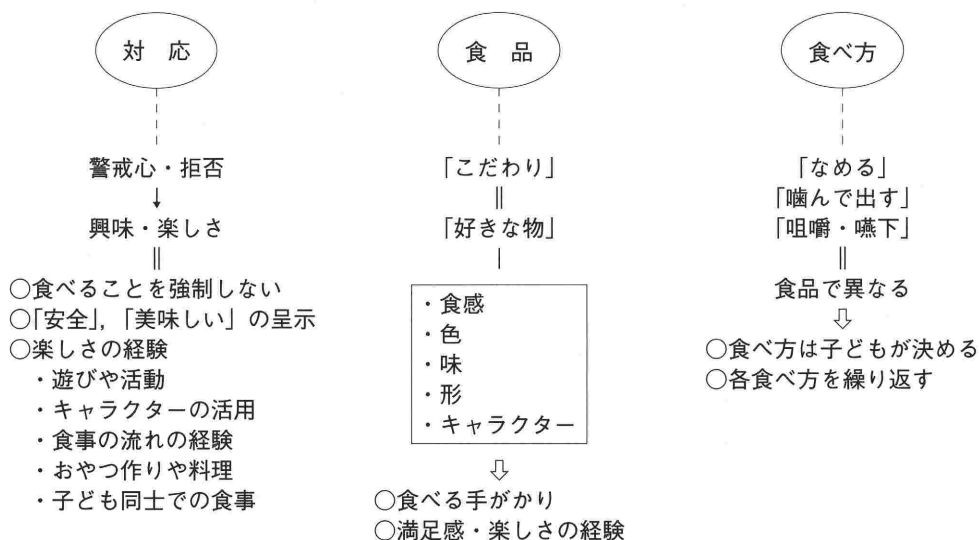 対 応
警戒心・拒否
↓
興味・楽しさ
||
○食べることを強制しない
○「安全」，「美味しい」の呈示
○楽しさの経験
・遊びや活動
・キャラクターの活用
・食事の流れの経験
・おやつ作りや料理
・子ども同士での食事
食 品
「こだわり」
||
「好きな物」
|
・食感
・色
・味
・形
・キャラクター
⇩
○食べる手がかり
○満足感・楽しさの経験
食べ方
「なめる」
「噛んで出す」
「咀嚼・嚥下」
||
食品で異なる
⇩
○食べ方は子どもが決める
○各食べ方を繰り返す